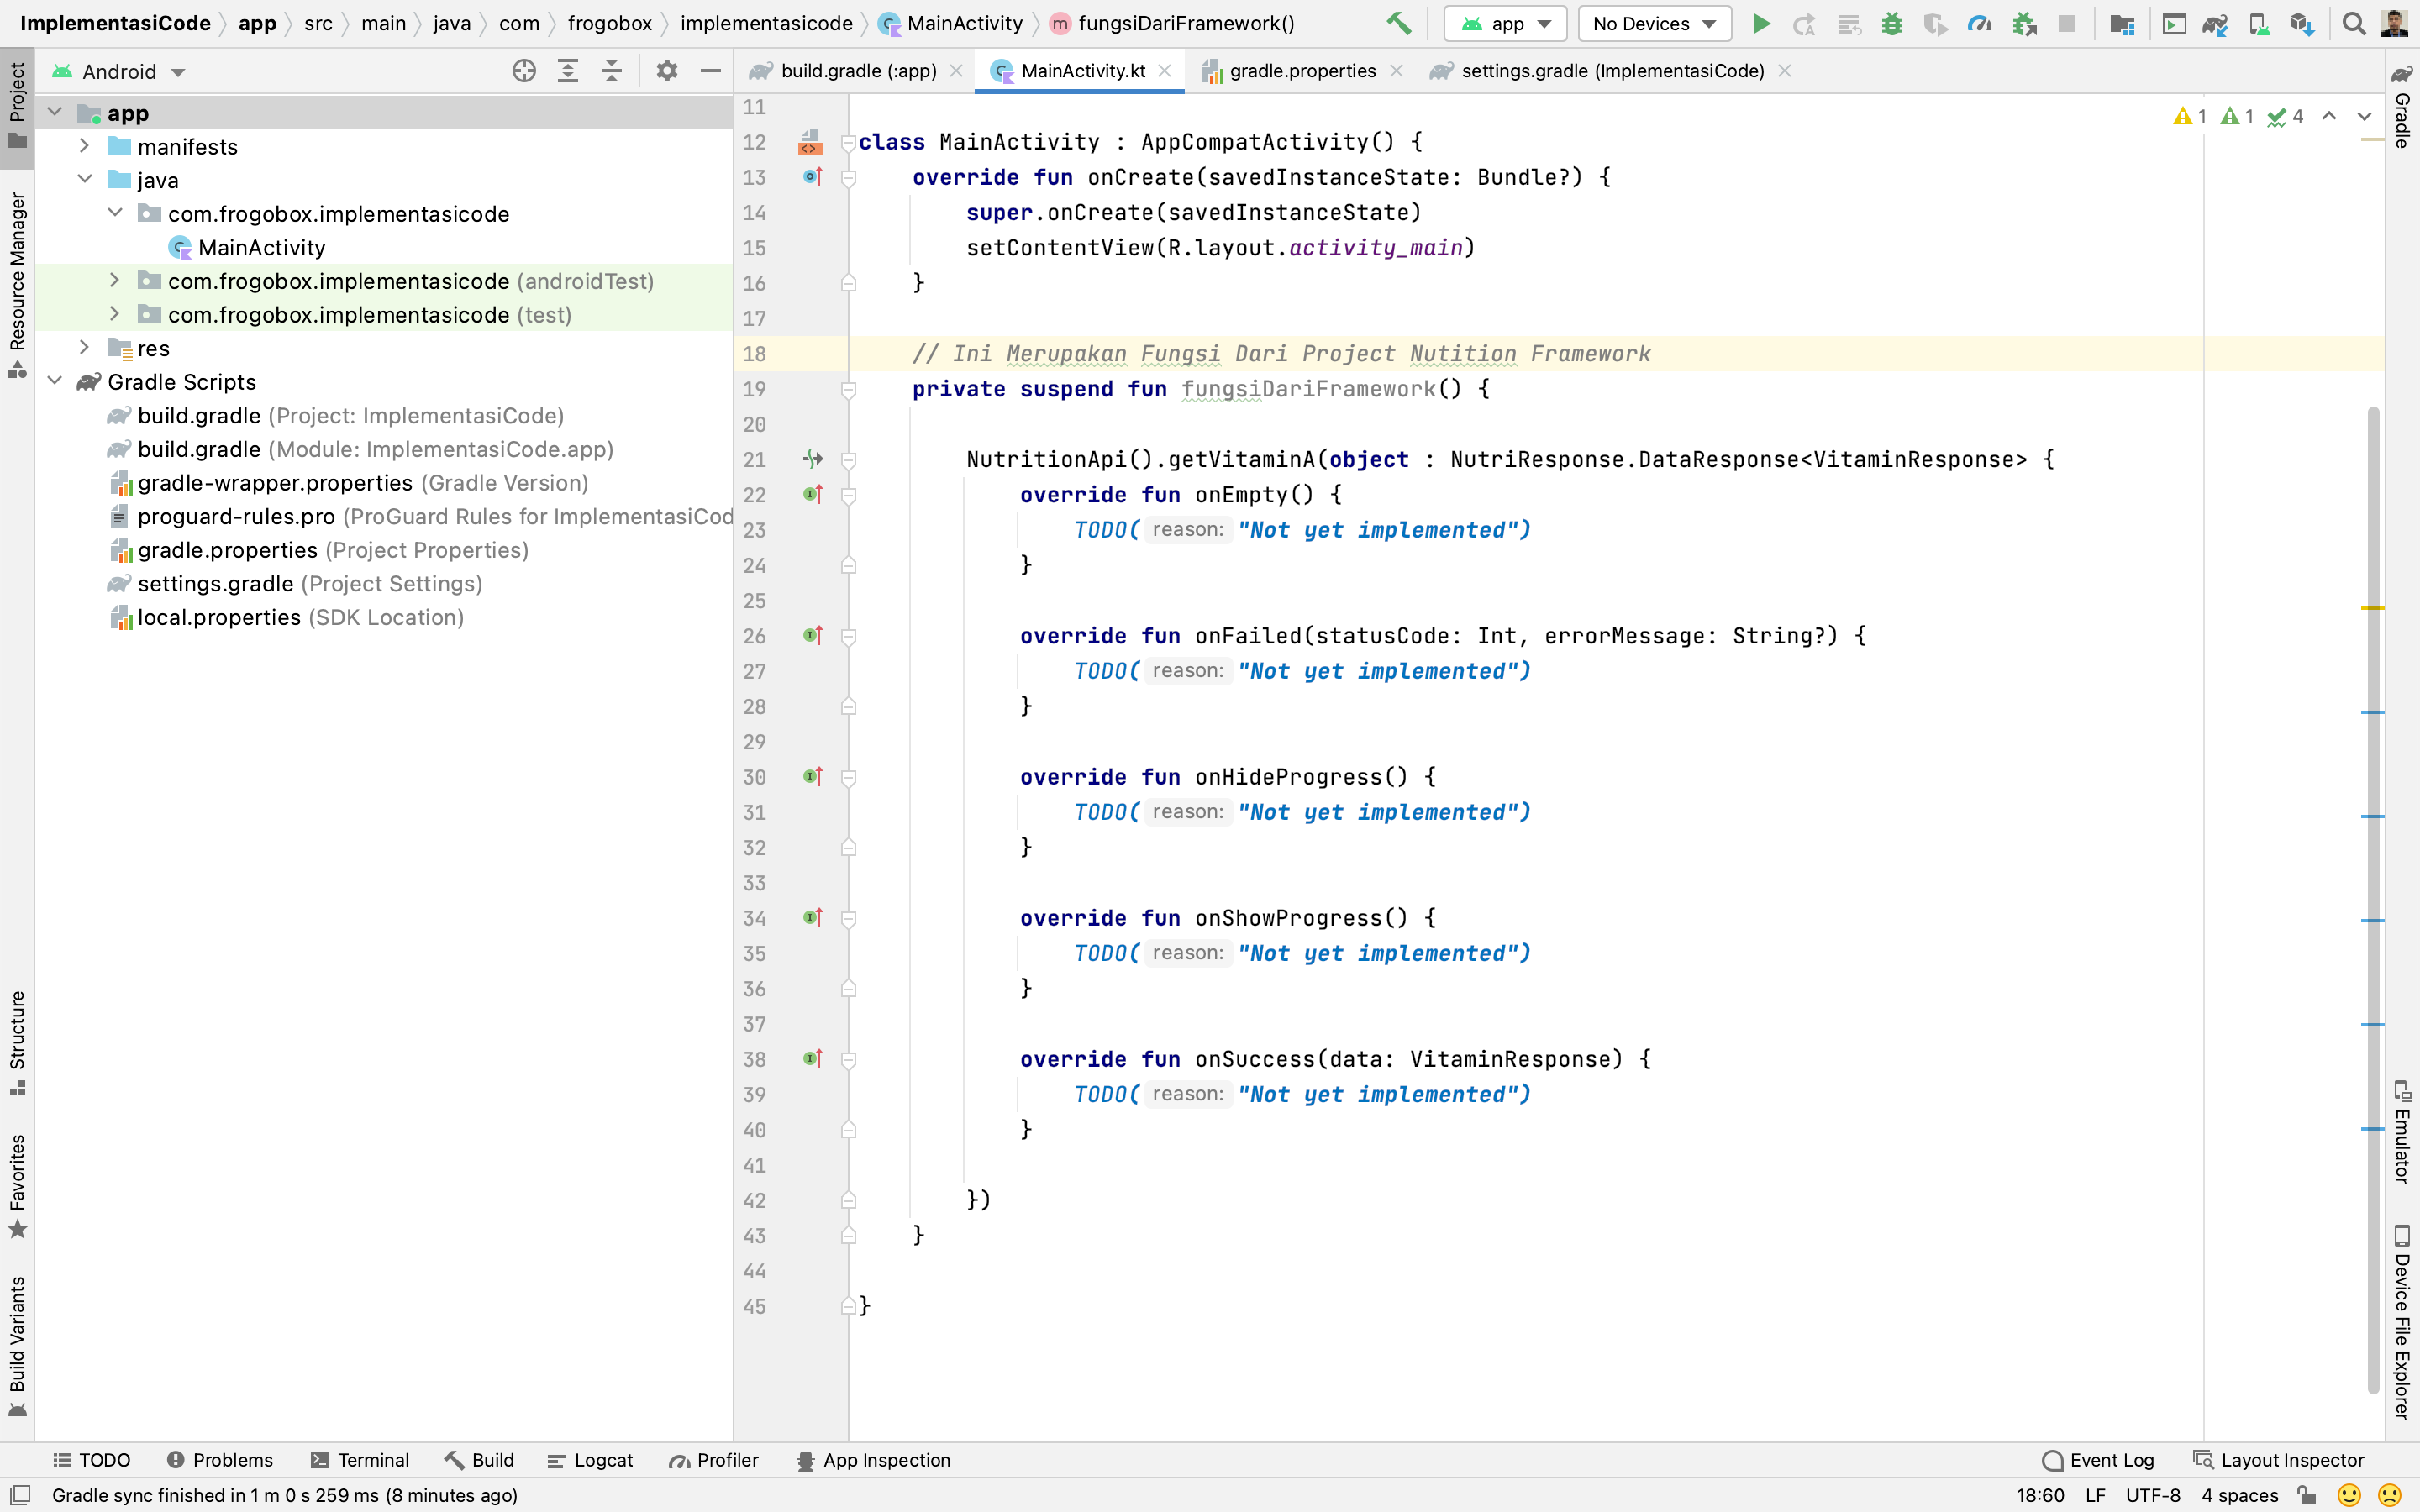 ImplementasiCode app src main java com frogobox implementasicode MainActivity fungsiDariFramework() app No Devices
Project
Android
build.gradle (:app) MainActivity.kt gradle.properties settings.gradle (ImplementasiCode)
app
manifests
java
com.frogobox.implementasicode
MainActivity
com.frogobox.implementasicode (androidTest)
com.frogobox.implementasicode (test)
res
Gradle Scripts
build.gradle (Project: ImplementasiCode)
build.gradle (Module: ImplementasiCode.app)
gradle-wrapper.properties (Gradle Version)
proguard-rules.pro (ProGuard Rules for ImplementasiCod
gradle.properties (Project Properties)
settings.gradle (Project Settings)
local.properties (SDK Location)
Resource Manager
Structure
Favorites
Build Variants
1 1 4
11
12 class MainActivity : AppCompatActivity() {
13 override fun onCreate(savedInstanceState: Bundle?) {
14 super.onCreate(savedInstanceState)
15 setContentView(R.layout.activity_main)
16 }
17
18 // Ini Merupakan Fungsi Dari Project Nutition Framework
19 private suspend fun fungsiDariFramework() {
20
21 NutritionApi().getVitaminA(object : NutriResponse.DataResponse<VitaminResponse> {
22 override fun onEmpty() {
23 TODO( reason: "Not yet implemented")
24 }
25
26 override fun onFailed(statusCode: Int, errorMessage: String?) {
27 TODO( reason: "Not yet implemented")
28 }
29
30 override fun onHideProgress() {
31 TODO( reason: "Not yet implemented")
32 }
33
34 override fun onShowProgress() {
35 TODO( reason: "Not yet implemented")
36 }
37
38 override fun onSuccess(data: VitaminResponse) {
39 TODO( reason: "Not yet implemented")
40 }
41
42 })
43 }
44
45 }
Gradle
Emulator
Device File Explorer
TODO Problems Terminal Build Logcat Profiler App Inspection Event Log Layout Inspector
Gradle sync finished in 1 m 0 s 259 ms (8 minutes ago) 18:60 LF UTF-8 4 spaces